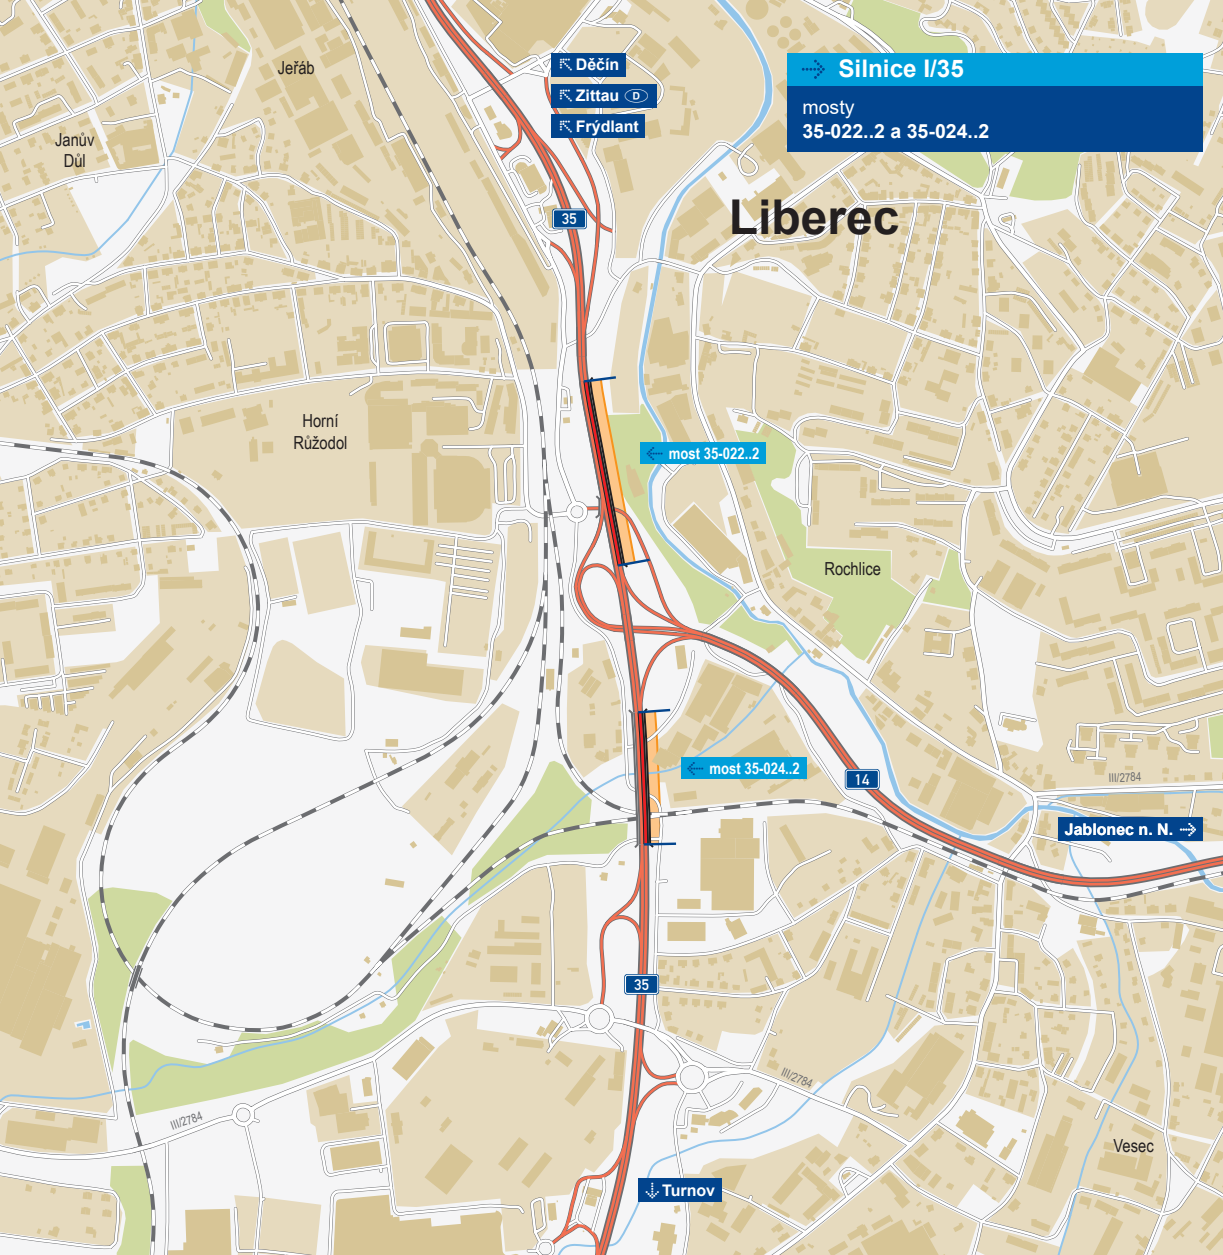 Silnice I/35
mosty
35-022..2 a 35-024..2
Děčín
Zittau D
Frýdlant
Jeřáb
Janův
Důl
Liberec
35
Horní
Růžodol
most 35-022..2
Rochlice
most 35-024..2
14
III/2784
Jablonec n. N.
35
III/2784
III/2784
Vesec
Turnov